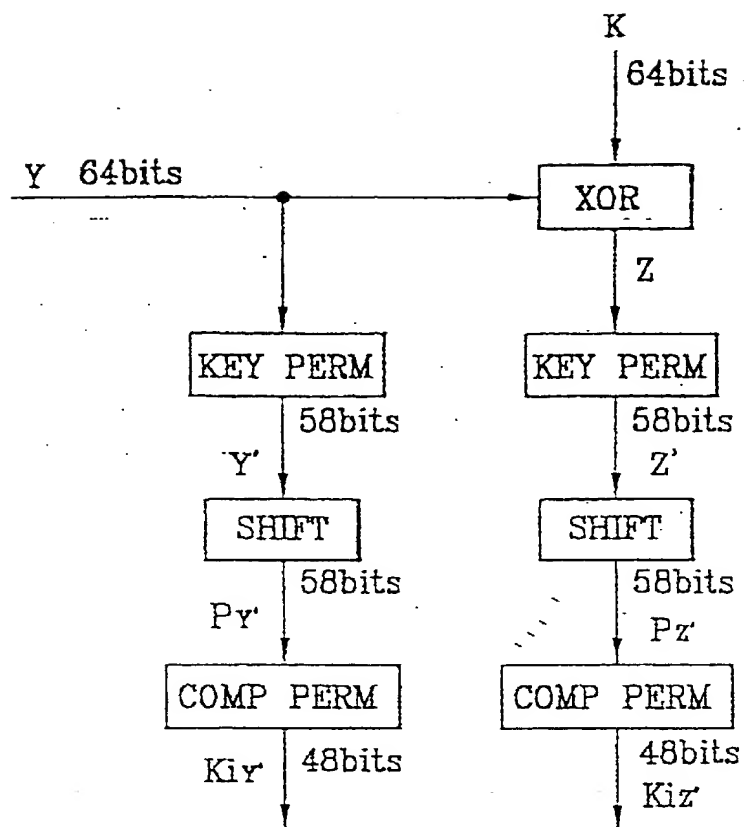 K
64bits
Y 64bits
XOR
Z
KEY PERM KEY PERM
58bits 58bits
Y' Z'
SHIFT SHIFT
58bits 58bits
PY' Pz'
COMP PERM COMP PERM
KiY' 48bits 48bits
Kiz'